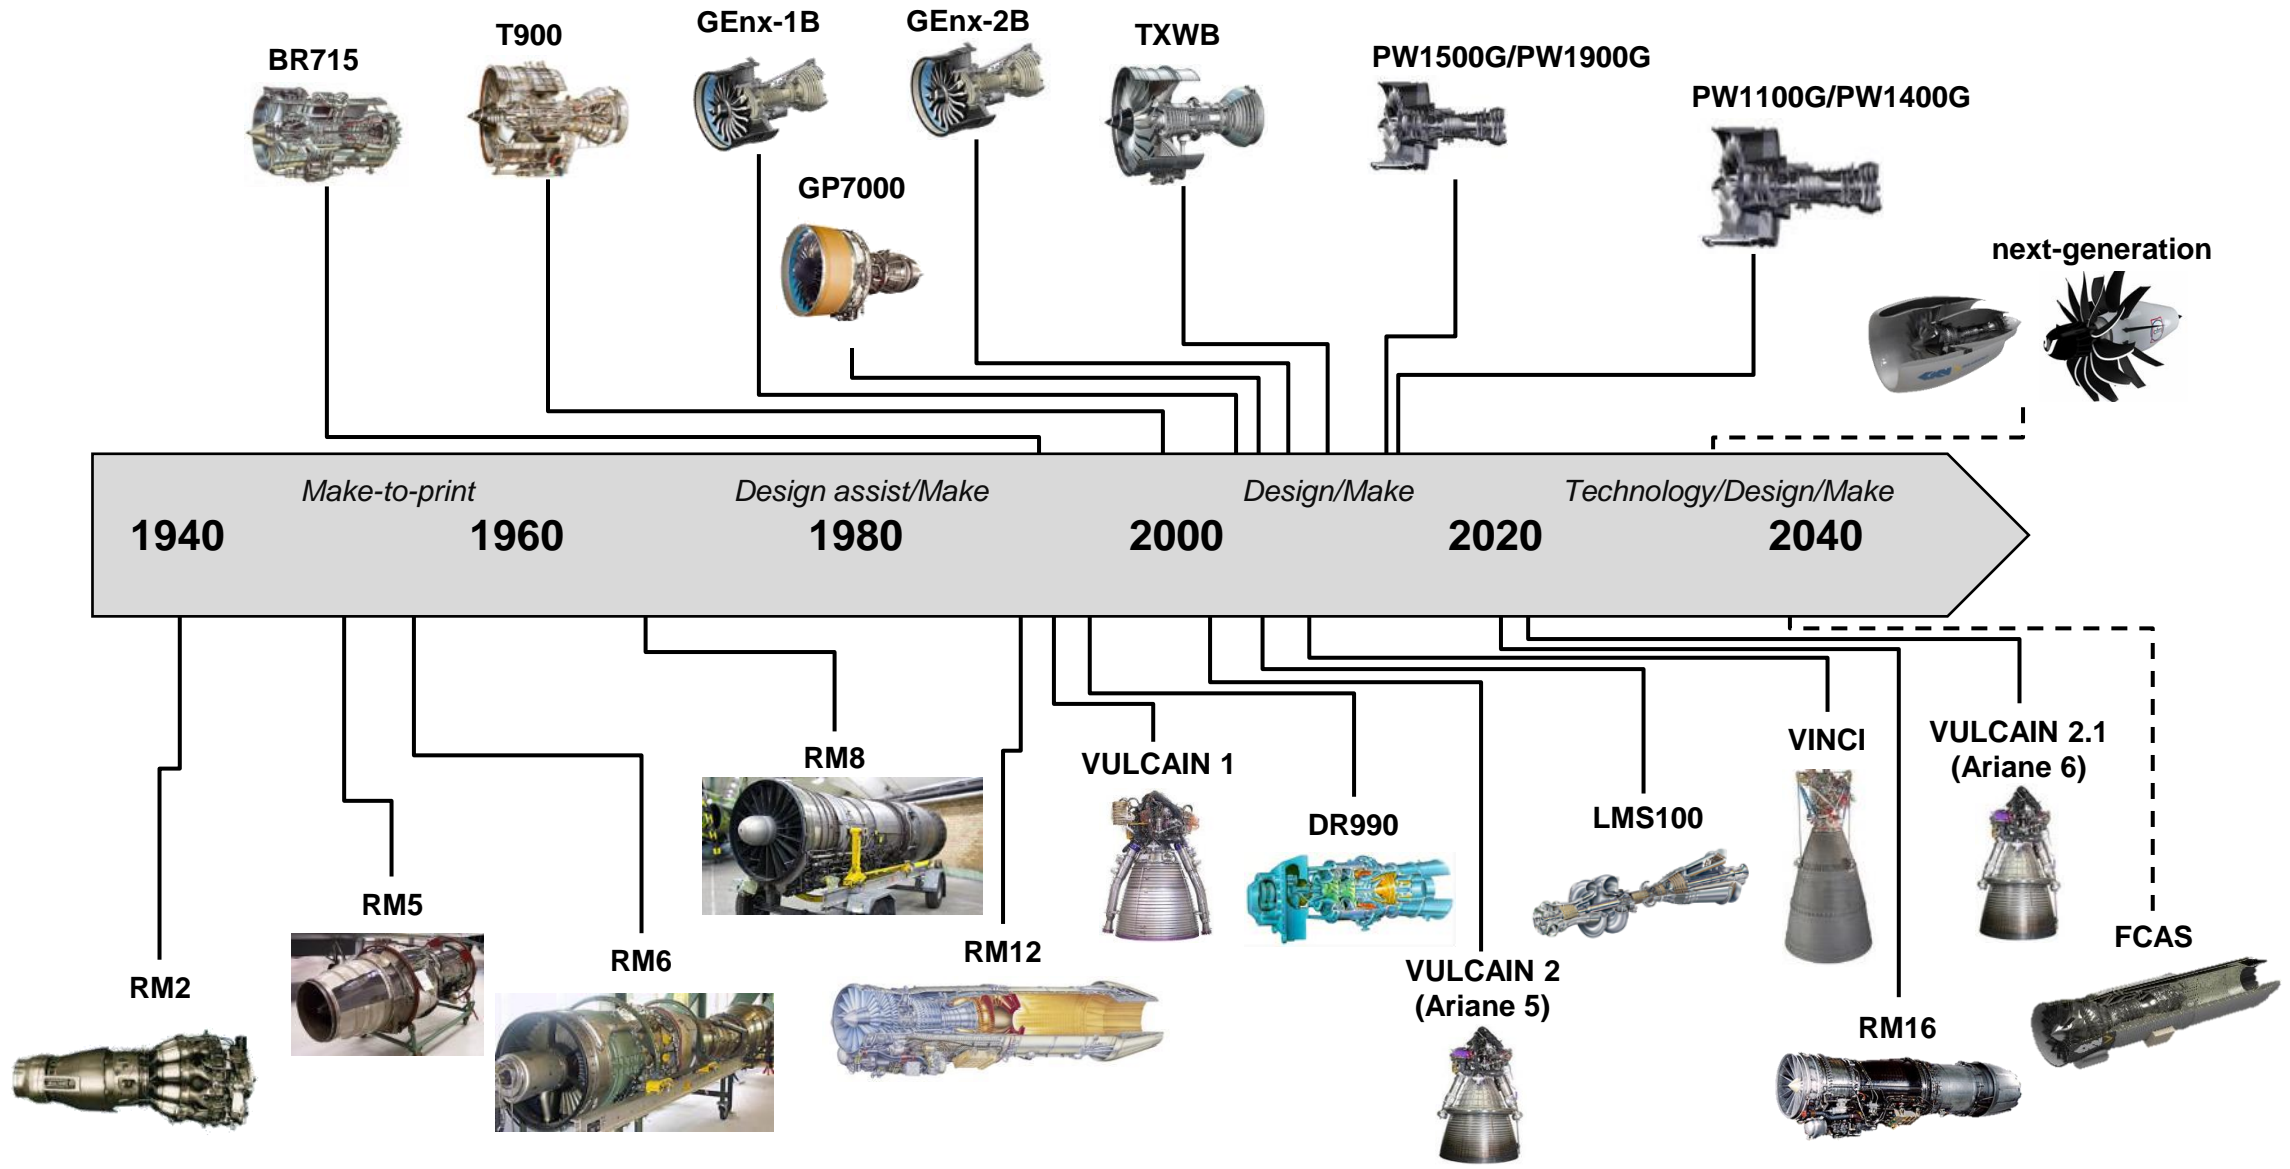 GEnx-1B
GEnx-2B
T900
TXWB
BR715
PW1500G/PW1900G
PW1100G/PW1400G
GP7000
next-generation
Make-to-print
Design assist/Make
Design/Make
Technology/Design/Make
1940
1960
1980
2000
2020
2040
VULCAIN 2.1
(Ariane 6)
VINCI
RM8
VULCAIN 1
LMS100
DR990
RM5
FCAS
RM12
RM6
VULCAIN 2
(Ariane 5)
RM2
RM16